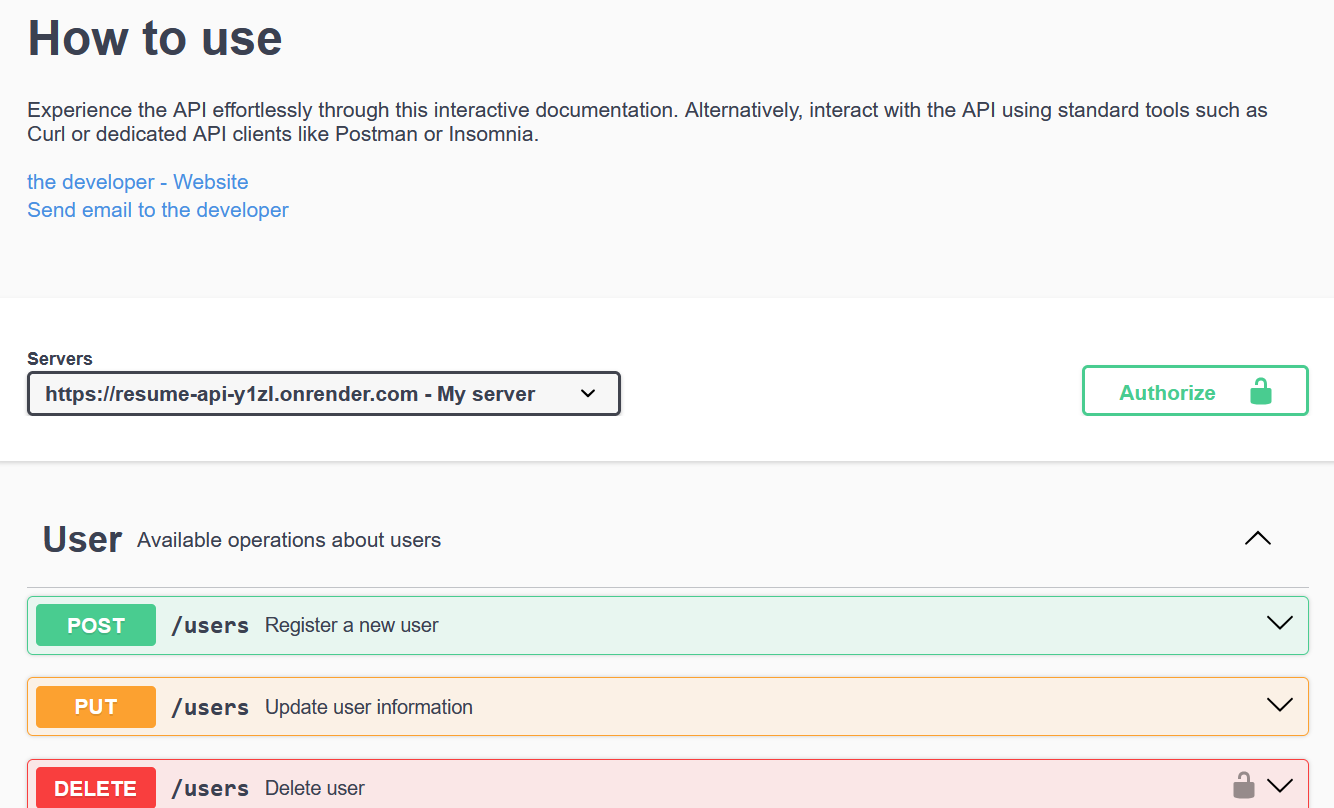 How to use
Experience the API effortlessly through this interactive documentation. Alternatively, interact with the API using standard tools such as
Curl or dedicated API clients like Postman or Insomnia.
the developer - Website
Send email to the developer
Servers
https://resume-api-y1zl.onrender.com - My server
Authorize
User Available operations about users
POST /users Register a new user
PUT /users Update user information
DELETE /users Delete user